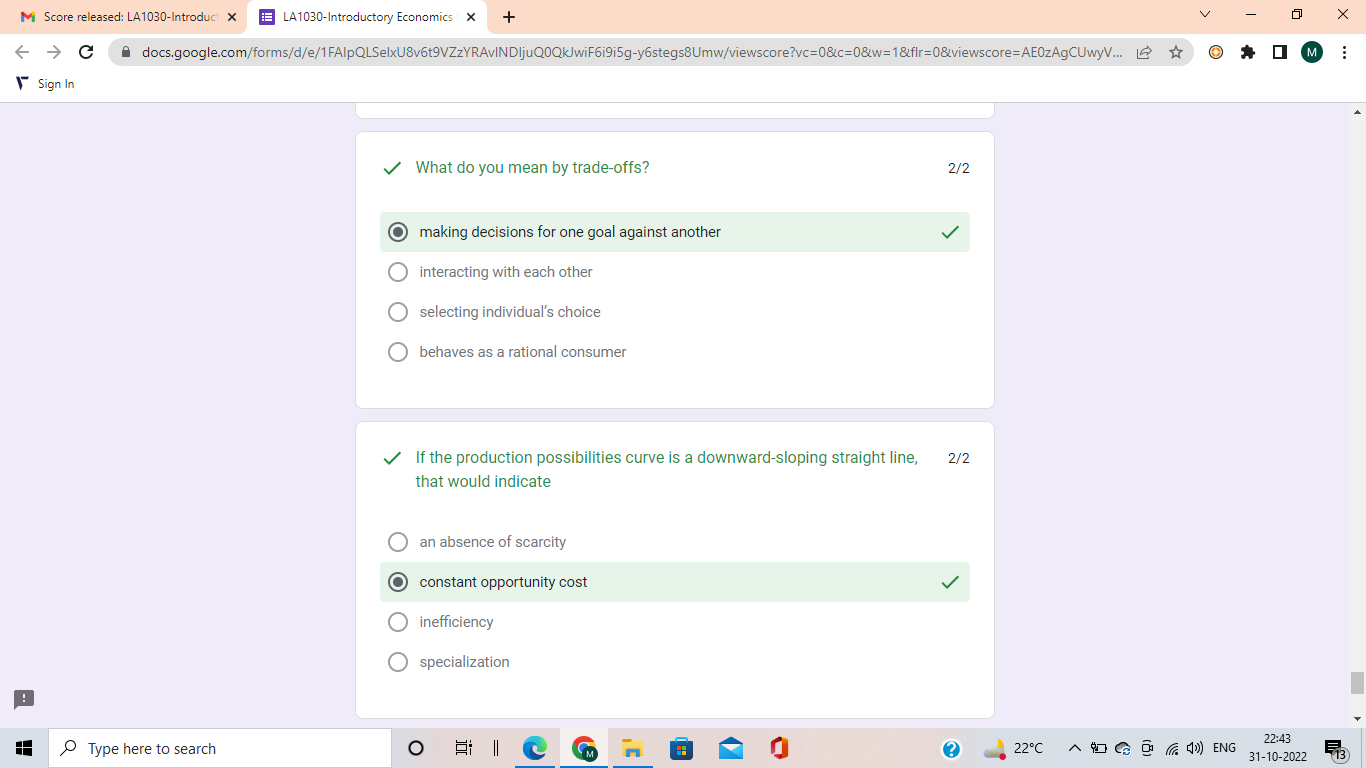 Score released: LA1030-Introduct
LA1030-Introductory Economics
docs.google.com/forms/d/e/1FAIpQLSelxU8v6t9VZzYRAvlNDIjuQ0QkJwiF6i9i5g-y6stegs8Umw/viewscore?vc=0&c=0&w=1&flr=0&viewscore=AE0zAgCUwyV...
M
Sign In
What do you mean by trade-offs?
2/2
making decisions for one goal against another
interacting with each other
selecting individual's choice
behaves as a rational consumer
If the production possibilities curve is a downward-sloping straight line,
2/2
that would indicate
an absence of scarcity
constant opportunity cost
inefficiency
specialization
Type here to search
M
22°C
ENG
22:43
31-10-2022
13